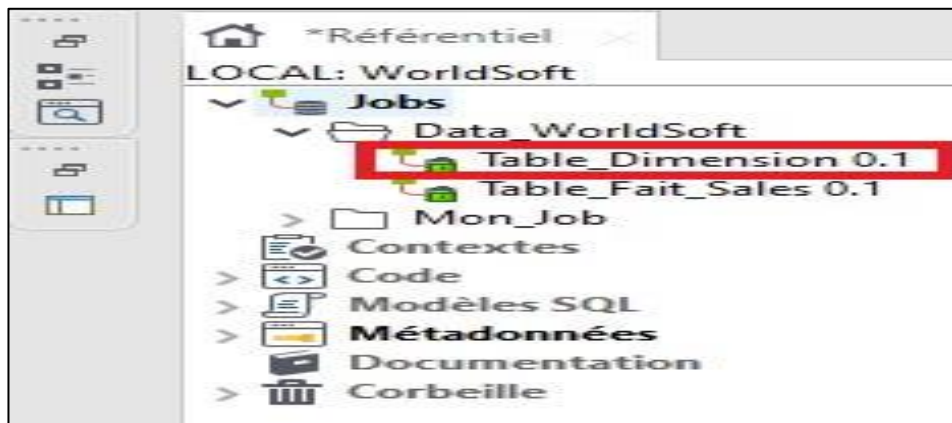 *Référentiel
LOCAL: WorldSoft
Jobs
Data_WorldSoft
Table_Dimension 0.1
Table_Fait_Sales 0.1
Mon_Job
Contextes
Code
Modèles SQL
Métadonnées
Documentation
Corbeille